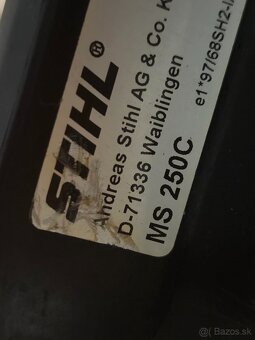 STIHL
Andreas Stihl AG & Co. K
D-71336 Waiblingen
MS 250C
e1*97/68SH2-I/
Bazos.sk